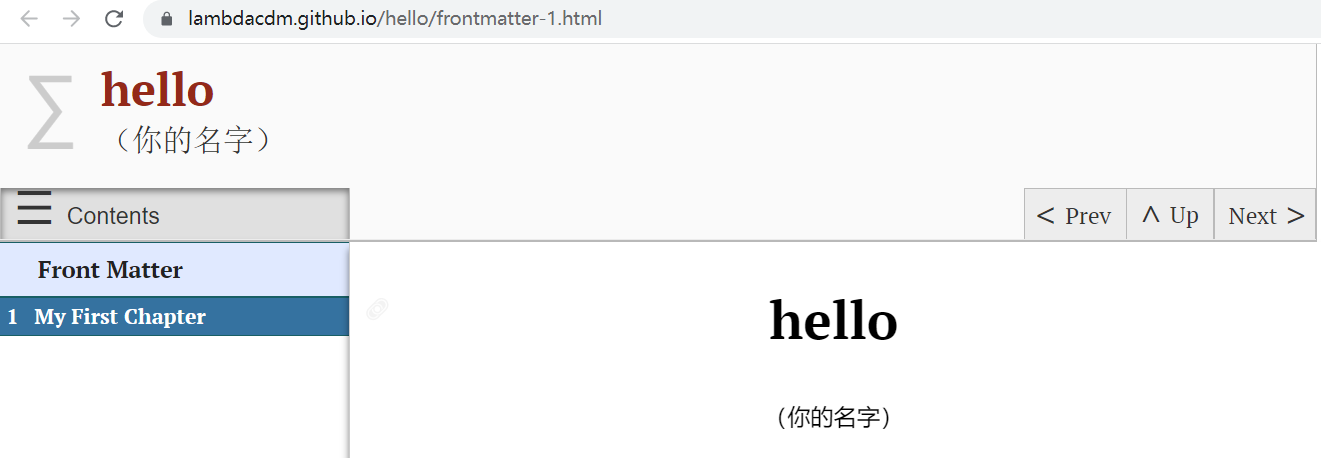 lambdacdm.github.io/hello/frontmatter-1.html
∑ hello
（你的名字）
☰ Contents
< Prev
^ Up
Next >
Front Matter
1 My First Chapter
hello
（你的名字）